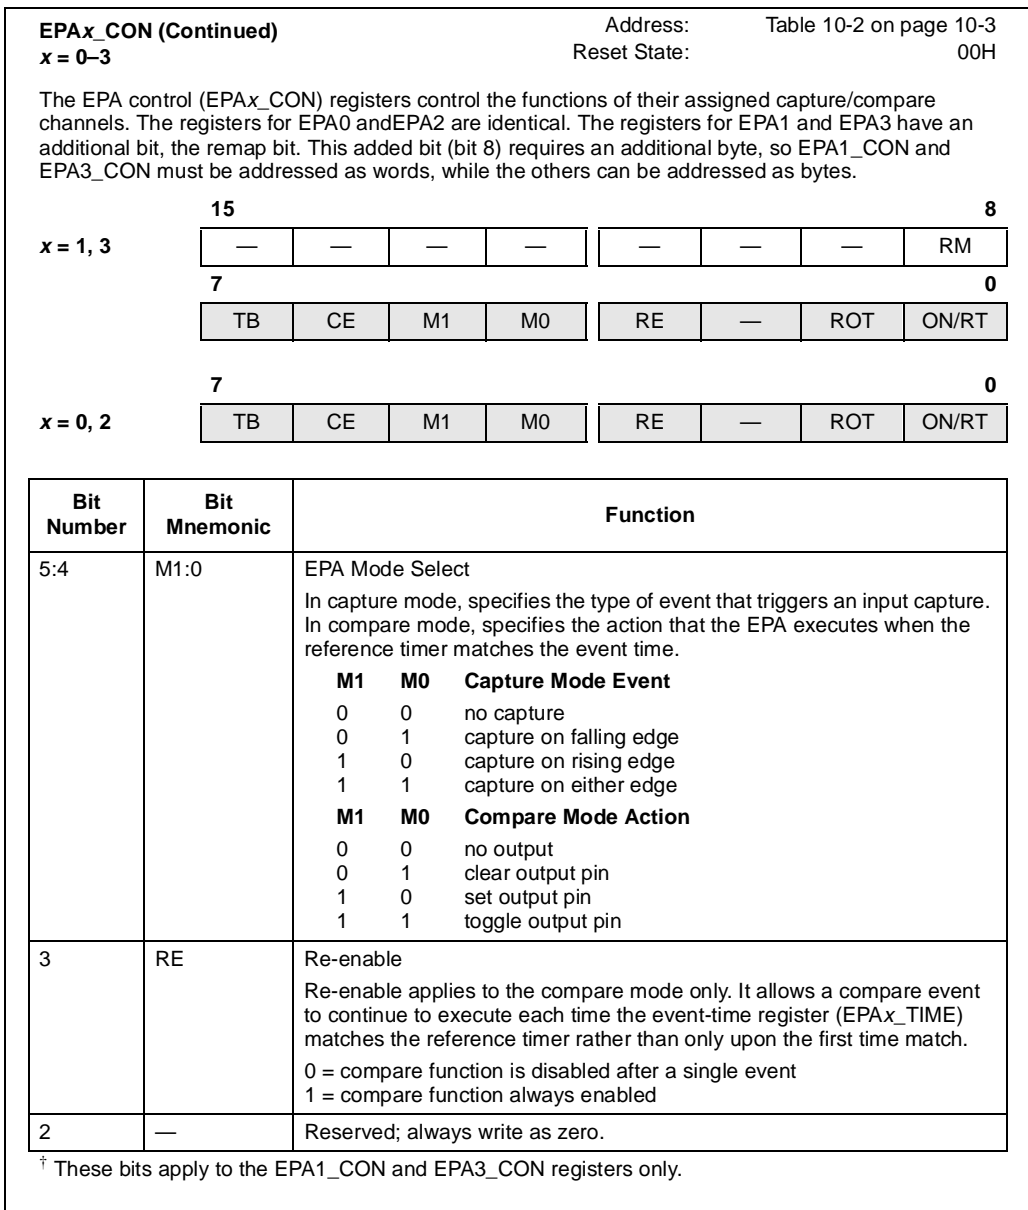 EPAx_CON (Continued)
x = 0–3
Address: Table 10-2 on page 10-3
Reset State: 00H
The EPA control (EPAx_CON) registers control the functions of their assigned capture/compare
channels. The registers for EPA0 andEPA2 are identical. The registers for EPA1 and EPA3 have an
additional bit, the remap bit. This added bit (bit 8) requires an additional byte, so EPA1_CON and
EPA3_CON must be addressed as words, while the others can be addressed as bytes.
15 8
x = 1, 3 — — — — — — — RM
7 0
TB CE M1 M0 RE — ROT ON/RT
7 0
x = 0, 2 TB CE M1 M0 RE — ROT ON/RT
Bit Number Bit Mnemonic Function
5:4 M1:0 EPA Mode Select
In capture mode, specifies the type of event that triggers an input capture.
In compare mode, specifies the action that the EPA executes when the
reference timer matches the event time.
M1 M0 Capture Mode Event
0 0 no capture
0 1 capture on falling edge
1 0 capture on rising edge
1 1 capture on either edge
M1 M0 Compare Mode Action
0 0 no output
0 1 clear output pin
1 0 set output pin
1 1 toggle output pin
3 RE Re-enable
Re-enable applies to the compare mode only. It allows a compare event
to continue to execute each time the event-time register (EPAx_TIME)
matches the reference timer rather than only upon the first time match.
0 = compare function is disabled after a single event
1 = compare function always enabled
2 — Reserved; always write as zero.
† These bits apply to the EPA1_CON and EPA3_CON registers only.